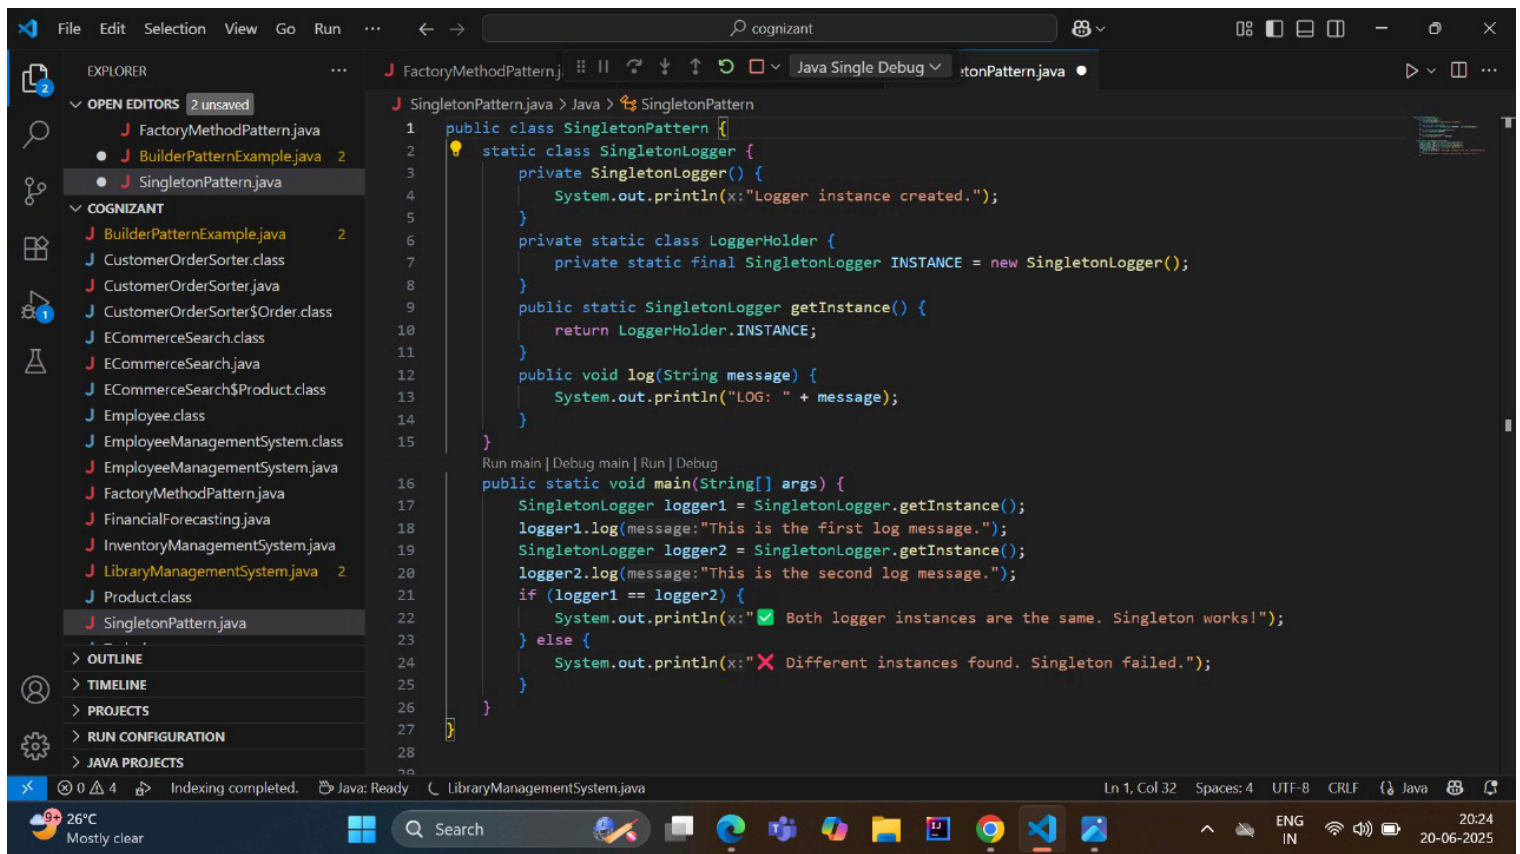 File Edit Selection View Go Run ··· cognizant
EXPLORER ···
OPEN EDITORS 2 unsaved
FactoryMethodPattern.java
BuilderPatternExample.java 2
SingletonPattern.java
COGNIZANT
BuilderPatternExample.java 2
CustomerOrderSorter.class
CustomerOrderSorter.java
CustomerOrderSorter$Order.class
ECommerceSearch.class
ECommerceSearch.java
ECommerceSearch$Product.class
Employee.class
EmployeeManagementSystem.class
EmployeeManagementSystem.java
FactoryMethodPattern.java
FinancialForecasting.java
InventoryManagementSystem.java
LibraryManagementSystem.java 2
Product.class
SingletonPattern.java
OUTLINE
TIMELINE
PROJECTS
RUN CONFIGURATION
JAVA PROJECTS
2
1
J FactoryMethodPattern.j Java Single Debug tonPattern.java
J SingletonPattern.java > Java > SingletonPattern
1 public class SingletonPattern {
2 static class SingletonLogger {
3 private SingletonLogger() {
4 System.out.println(x:"Logger instance created.");
5 }
6 private static class LoggerHolder {
7 private static final SingletonLogger INSTANCE = new SingletonLogger();
8 }
9 public static SingletonLogger getInstance() {
10 return LoggerHolder.INSTANCE;
11 }
12 public void log(String message) {
13 System.out.println("LOG: " + message);
14 }
15 }
Run main | Debug main | Run | Debug
16 public static void main(String[] args) {
17 SingletonLogger logger1 = SingletonLogger.getInstance();
18 logger1.log(message:"This is the first log message.");
19 SingletonLogger logger2 = SingletonLogger.getInstance();
20 logger2.log(message:"This is the second log message.");
21 if (logger1 == logger2) {
22 System.out.println(x:"✅ Both logger instances are the same. Singleton works!");
23 } else {
24 System.out.println(x:"❌ Different instances found. Singleton failed.");
25 }
26 }
27 }
28
0 4 Indexing completed. Java: Ready LibraryManagementSystem.java Ln 1, Col 32 Spaces: 4 UTF-8 CRLF Java
9+ 26°C
Mostly clear
Search
ENG
IN
20:24
20-06-2025